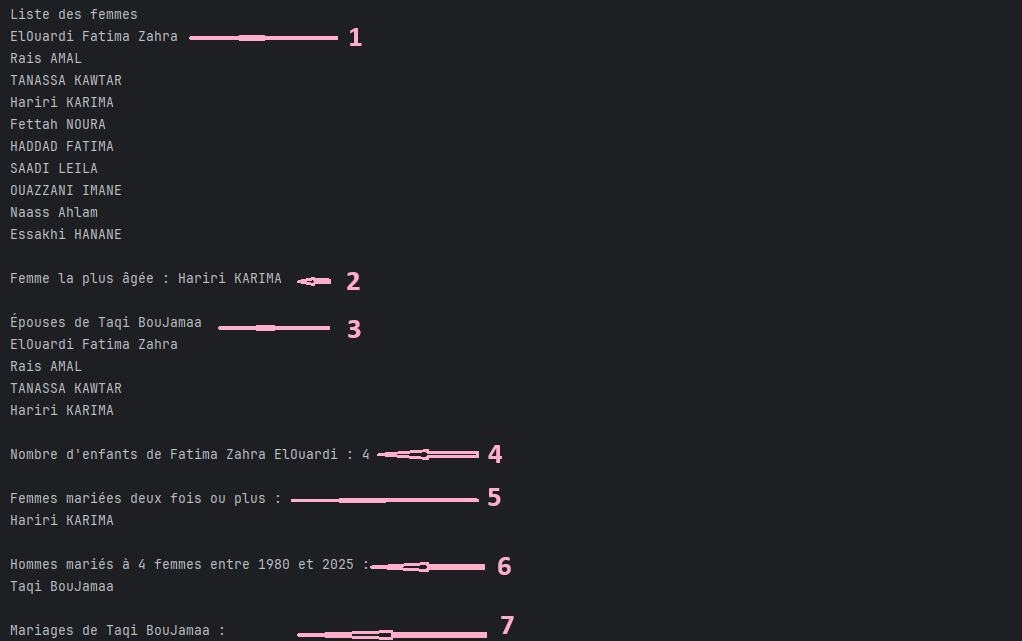 Liste des femmes
ElOuardi Fatima Zahra 1
Rais AMAL
TANASSA KAWTAR
Hariri KARIMA
Fettah NOURA
HADDAD FATIMA
SAADI LEILA
OUAZZANI IMANE
Naass Ahlam
Essakhi HANANE
Femme la plus âgée : Hariri KARIMA 2
Épouses de Taqi BouJamaa 3
ElOuardi Fatima Zahra
Rais AMAL
TANASSA KAWTAR
Hariri KARIMA
Nombre d'enfants de Fatima Zahra ElOuardi : 4 4
Femmes mariées deux fois ou plus : 5
Hariri KARIMA
Hommes mariés à 4 femmes entre 1980 et 2025 : 6
Taqi BouJamaa
Mariages de Taqi BouJamaa : 7